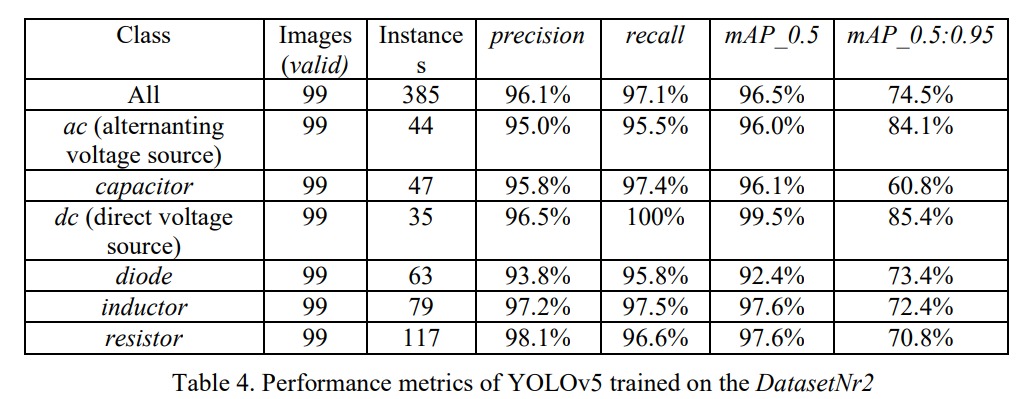 Class Images Instance precision recall mAP_0.5 mAP_0.5:0.95
(valid) s
All 99 385 96.1% 97.1% 96.5% 74.5%
ac (alternanting 99 44 95.0% 95.5% 96.0% 84.1%
voltage source)
capacitor 99 47 95.8% 97.4% 96.1% 60.8%
dc (direct voltage 99 35 96.5% 100% 99.5% 85.4%
source)
diode 99 63 93.8% 95.8% 92.4% 73.4%
inductor 99 79 97.2% 97.5% 97.6% 72.4%
resistor 99 117 98.1% 96.6% 97.6% 70.8%
Table 4. Performance metrics of YOLOv5 trained on the DatasetNr2